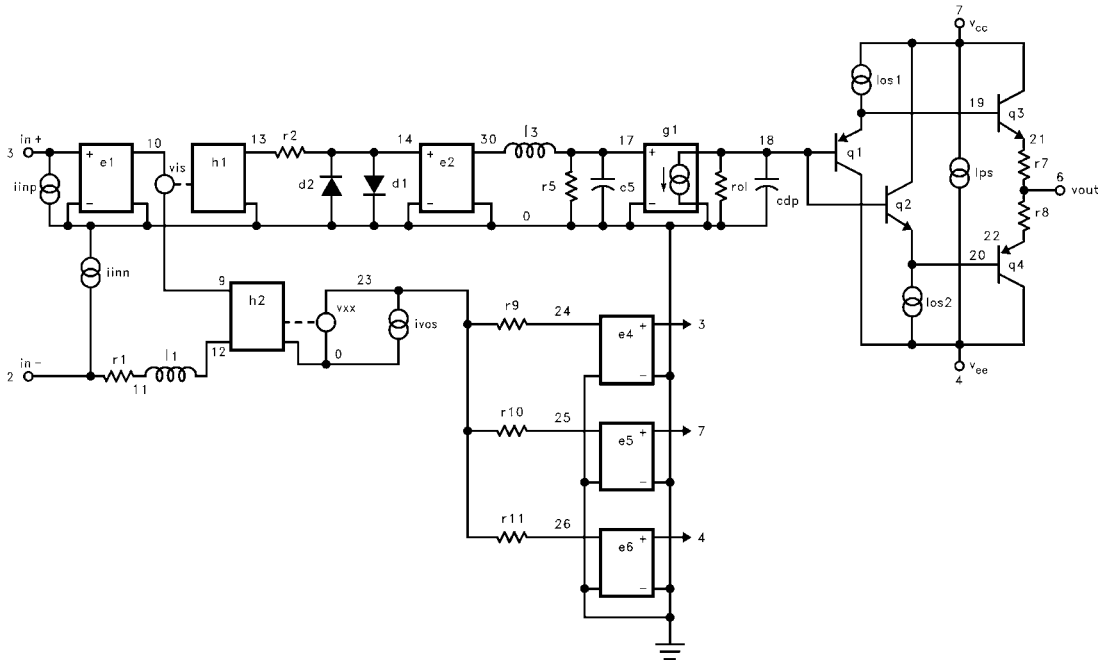 7
vcc
Ios1
19
q3
in+
10
13
r2
14
30
l3
17
g1
18
21
3
e1
vis
h1
e2
q1
r7
iinp
d2
d1
r5
c5
rol
cdp
Ips
6
vout
0
q2
r8
22
20
q4
iinn
9
h2
23
vxx
ivos
Ios2
r9
24
e4
3
12
0
vee
4
in-
2
r1
11
l1
r10
25
e5
7
r11
26
e6
4